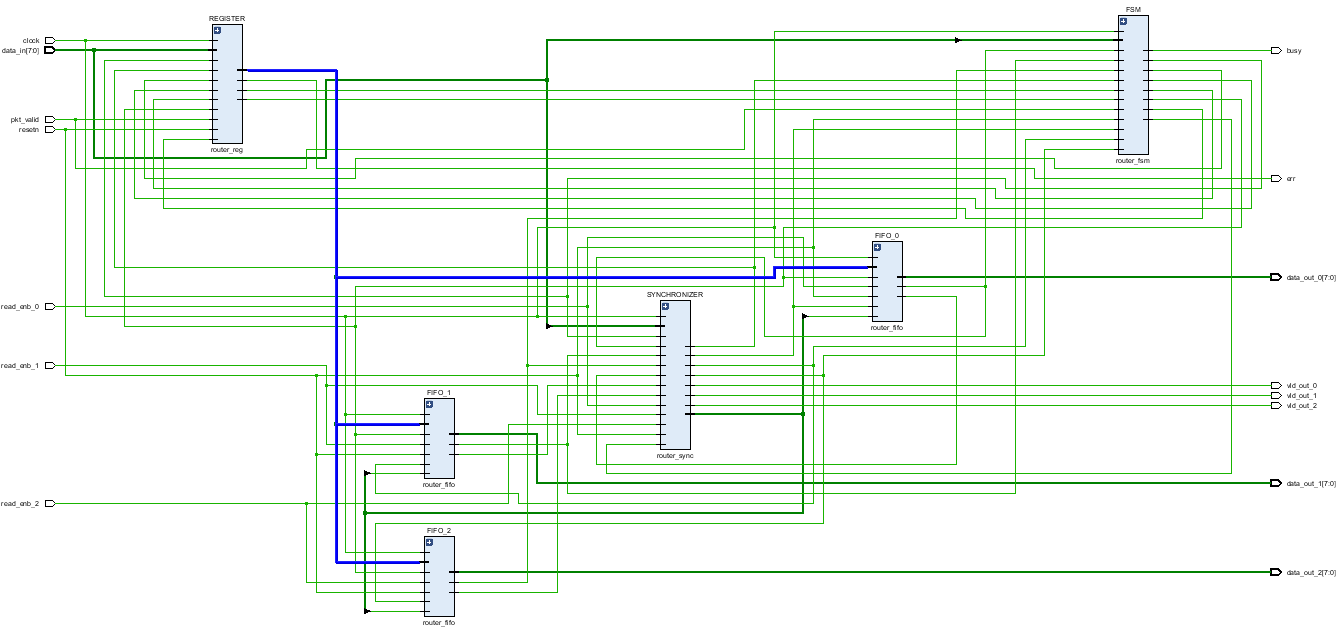 REGISTER
router_reg
FSM
router_fsm
clock
data_in[7:0]
pkt_valid
resetn
busy
err
FIFO_0
router_fifo
data_out_0[7:0]
SYNCHRONIZER
router_sync
read_enb_0
read_enb_1
vld_out_0
vld_out_1
vld_out_2
FIFO_1
router_fifo
data_out_1[7:0]
read_enb_2
FIFO_2
router_fifo
data_out_2[7:0]